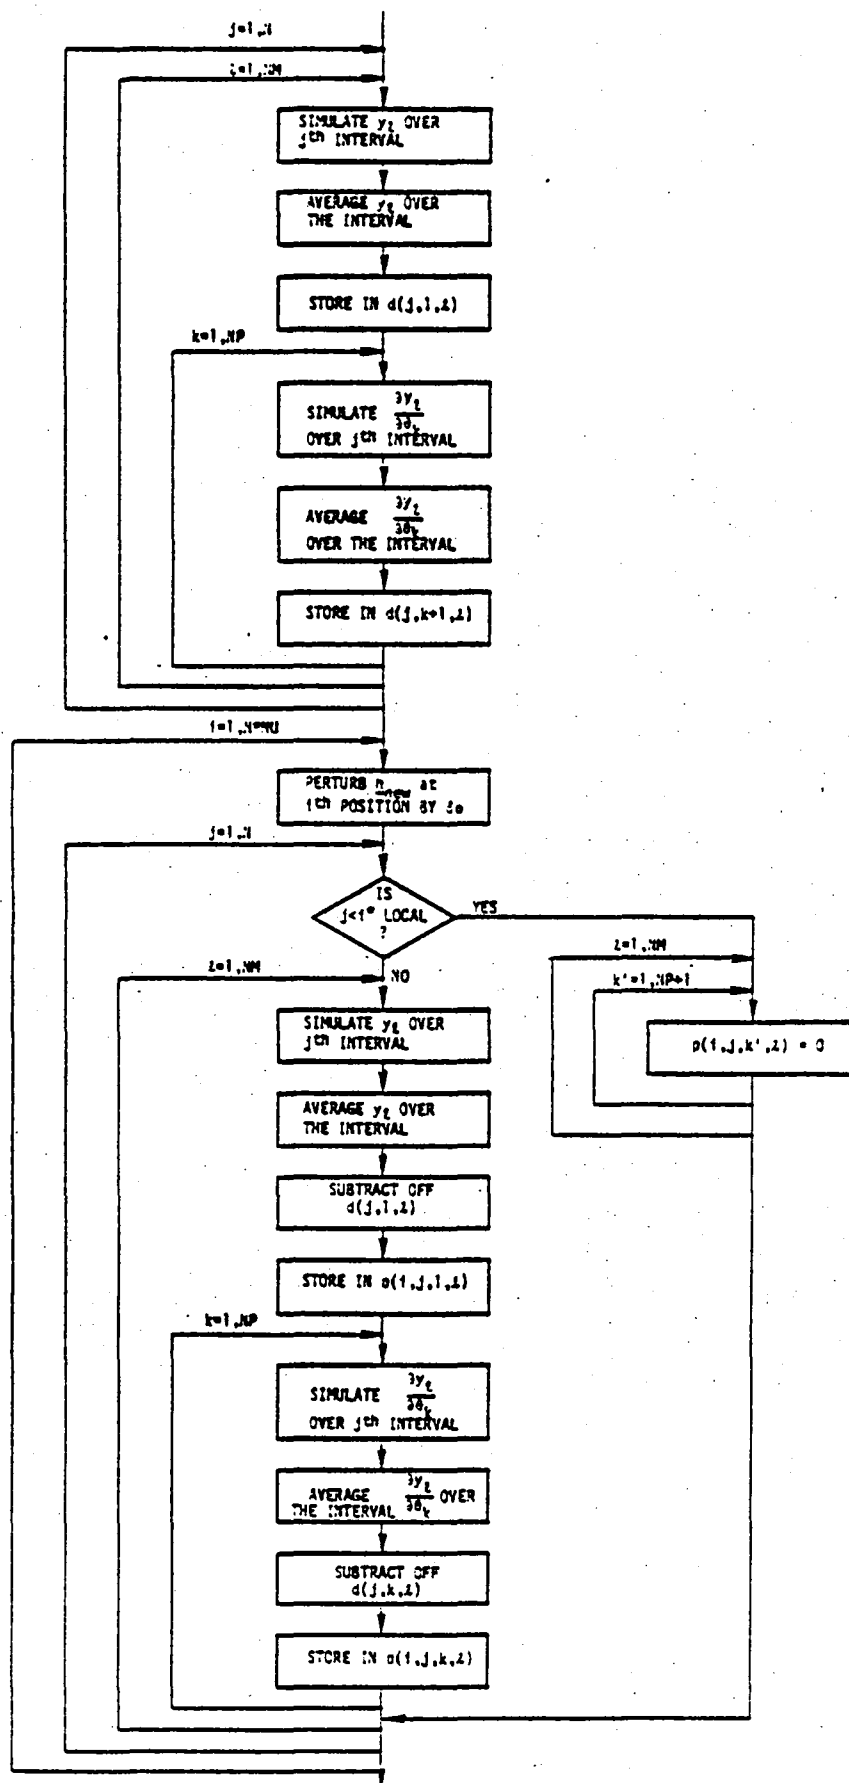 j=1,N
ℓ=1,NM
SIMULATE yℓ OVER
jth INTERVAL
AVERAGE yℓ OVER
THE INTERVAL
STORE IN d(j,1,ℓ)
k=1,NP
SIMULATE ∂yℓ/∂θk
OVER jth INTERVAL
AVERAGE ∂yℓ/∂θk
OVER THE INTERVAL
STORE IN d(j,k+1,ℓ)
i=1,N*NU
PERTURB new at
ith POSITION BY
j=1,N
IS
j<i* LOCAL
?
YES
NO
ℓ=1,NM
k'=1,NP+1
p(i,j,k',ℓ) = 0
ℓ=1,NM
SIMULATE yℓ OVER
jth INTERVAL
AVERAGE yℓ OVER
THE INTERVAL
SUBTRACT OFF
d(j,1,ℓ)
STORE IN p(i,j,1,ℓ)
k=1,NP
SIMULATE ∂yℓ/∂θk
OVER jth INTERVAL
AVERAGE ∂yℓ/∂θk OVER
THE INTERVAL
SUBTRACT OFF
d(j,k,ℓ)
STORE IN p(i,j,k,ℓ)